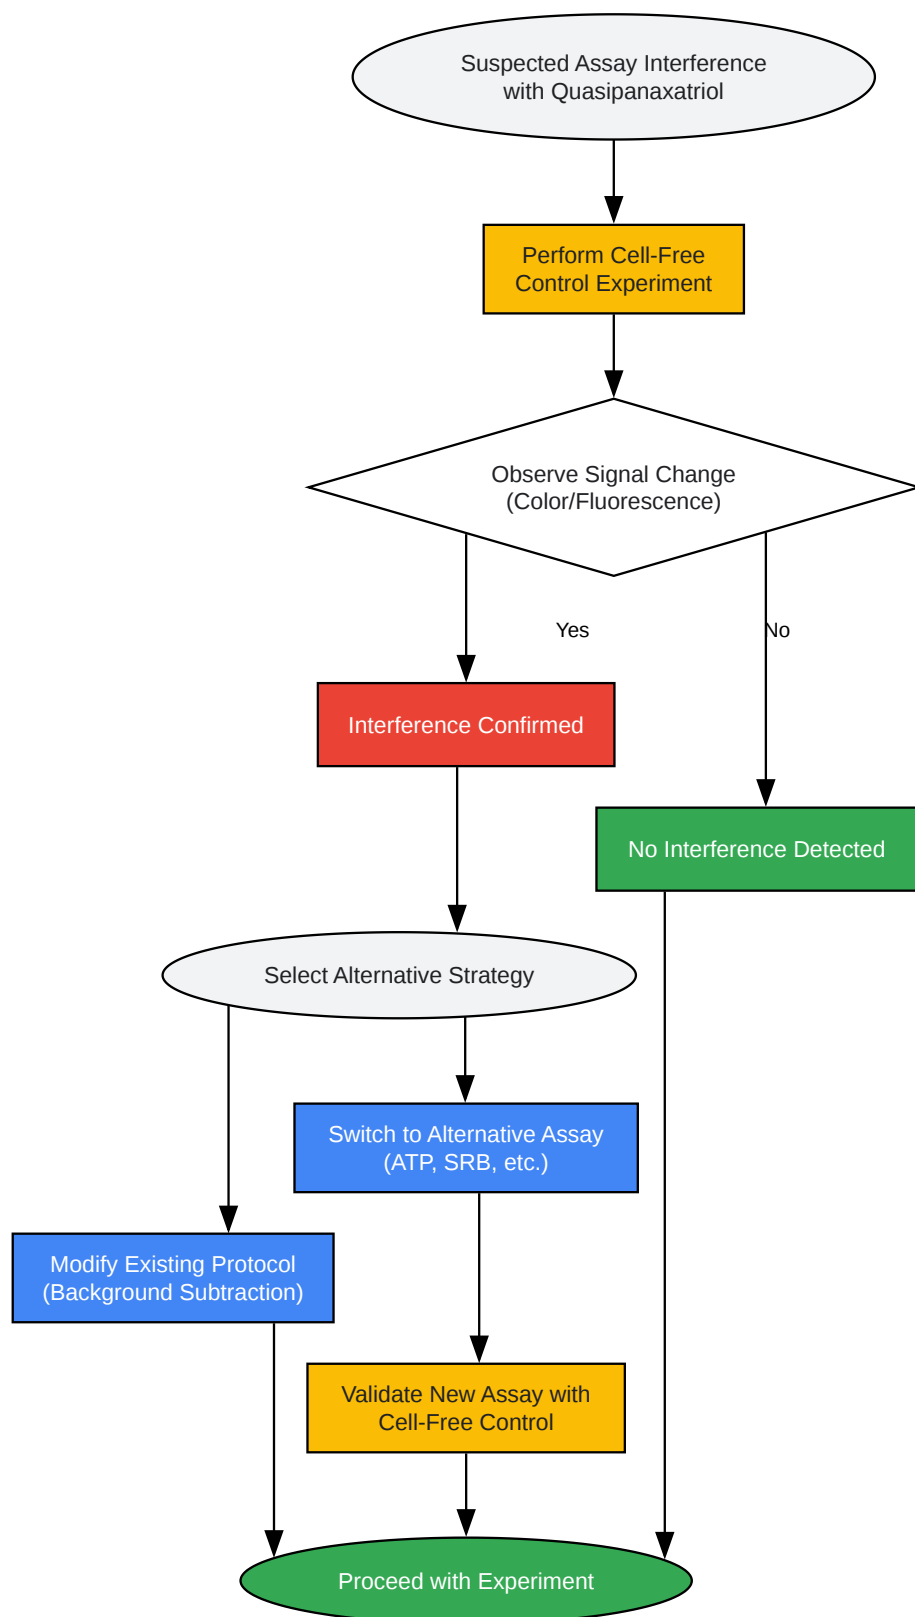 Suspected Assay Interference
with Quasipanaxatriol
Perform Cell-Free
Control Experiment
Observe Signal Change
(Color/Fluorescence)
Yes
No
Interference Confirmed
No Interference Detected
Select Alternative Strategy
Switch to Alternative Assay
(ATP, SRB, etc.)
Modify Existing Protocol
(Background Subtraction)
Validate New Assay with
Cell-Free Control
Proceed with Experiment